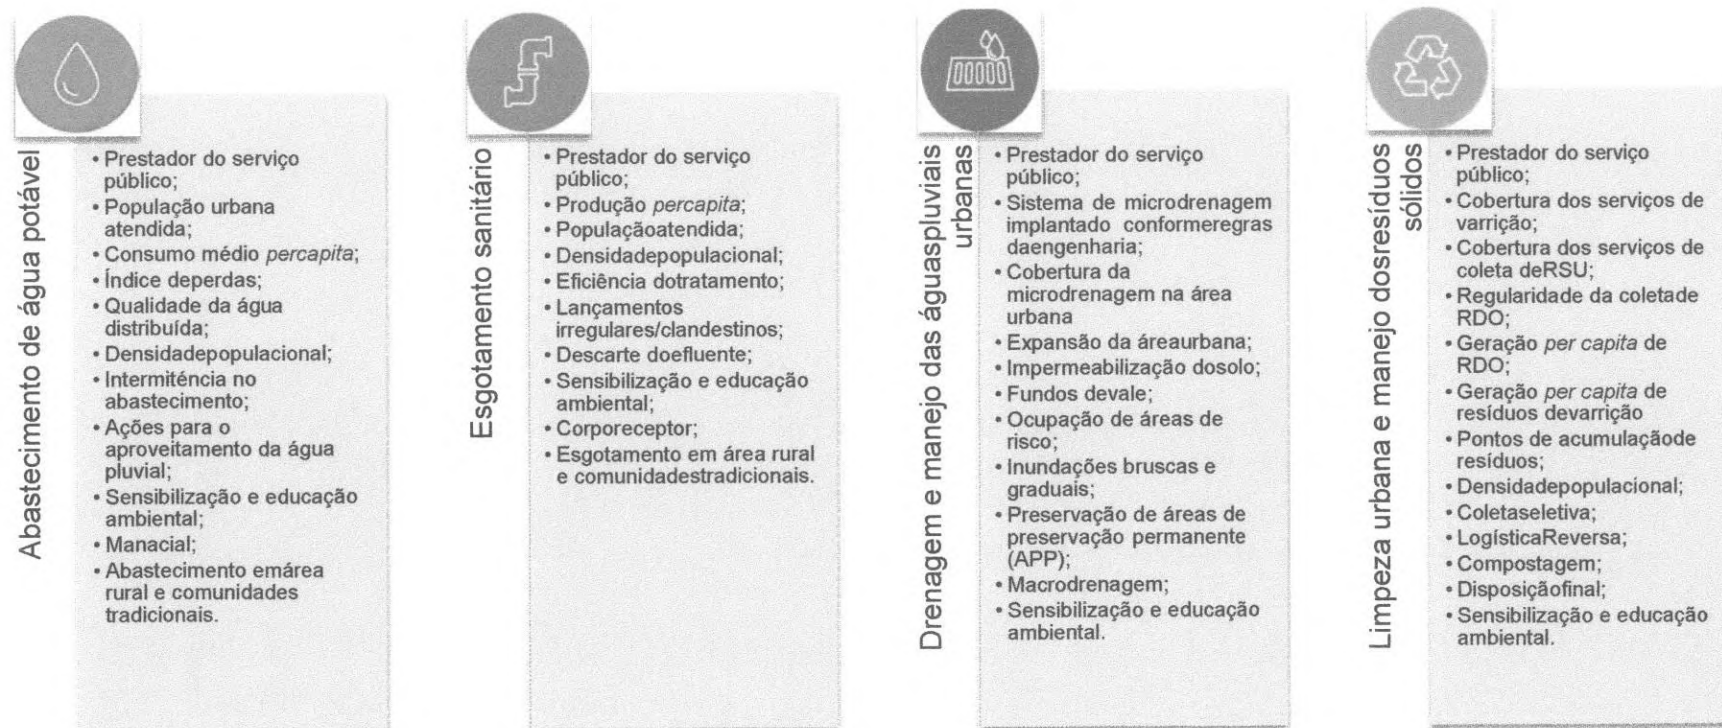 Abastecimento de água potável
• Prestador do serviço
público;
• População urbana
atendida;
• Consumo médio percapita;
• Índice deperdas;
• Qualidade da água
distribuída;
• Densidadepopulacional;
• Intermiténcia no
abastecimento;
• Ações para o
aproveitamento da água
pluvial;
• Sensibilização e educação
ambiental;
• Manacial;
• Abastecimento emárea
rural e comunidades
tradicionais.
Esgotamento sanitário
• Prestador do serviço
público;
• Produção percapita;
• Populaçãoatendida;
• Densidadepopulacional;
• Eficiência dotratamento;
• Lançamentos
irregulares/clandestinos;
• Descarte doefluente;
• Sensibilização e educação
ambiental;
• Corporeceptor;
• Esgotamento em área rural
e comunidadestradicionais.
Drenagem e manejo das águaspluviais
urbanas
• Prestador do serviço
público;
• Sistema de microdrenagem
implantado conformeregras
daengenharia;
• Cobertura da
microdrenagem na área
urbana
• Expansão da áreaurbana;
• Impermeabilização dosolo;
• Fundos devale;
• Ocupação de áreas de
risco;
• Inundações bruscas e
graduais;
• Preservação de áreas de
preservação permanente
(APP);
• Macrodrenagem;
• Sensibilização e educação
ambiental.
Limpeza urbana e manejo dosresíduos
sólidos
• Prestador do serviço
público;
• Cobertura dos serviços de
varrição;
• Cobertura dos serviços de
coleta deRSU;
• Regularidade da coletade
RDO;
• Geração per capita de
RDO;
• Geração per capita de
resíduos devarrição
• Pontos de acumulaçãode
resíduos;
• Densidadepopulacional;
• Coletaseletiva;
• LogísticaReversa;
• Compostagem;
• Disposiçãofinal;
• Sensibilização e educação
ambiental.